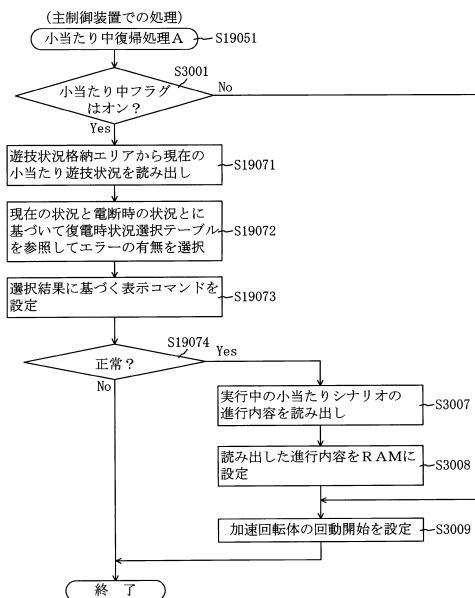 (主制御装置での処理)
小当たり中復帰処理A
S19051
小当たり中フラグ
はオン?
S3001
No
Yes
遊技状況格納エリアから現在の
小当たり遊技状況を読み出し
S19071
現在の状況と電断時の状況とに
基づいて復電時状況選択テーブル
を参照してエラーの有無を選択
S19072
選択結果に基づく表示コマンドを
設定
S19073
正常?
S19074
Yes
No
実行中の小当たりシナリオの
進行内容を読み出し
S3007
読み出した進行内容をRAMに
設定
S3008
加速回転体の回動開始を設定
S3009
終 了